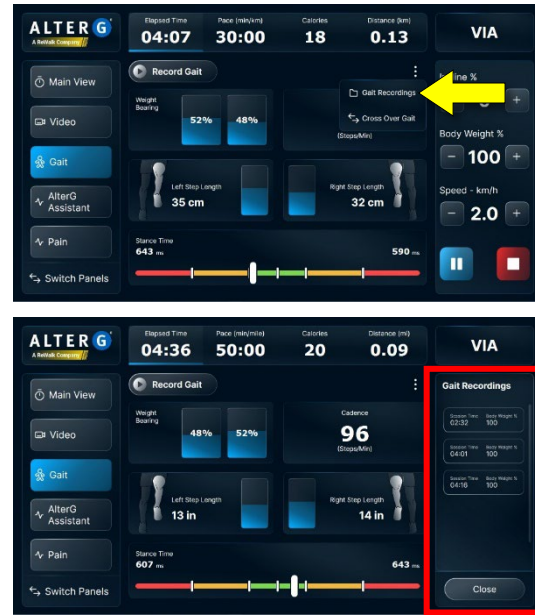 ALTER G
A ReWalk Company
Elapsed Time
04:07
Pace (min/km)
30:00
Calories
18
Distance (km)
0.13
VIA
Main View
Video
Gait
AlterG
Assistant
Pain
Switch Panels
Record Gait
Gait Recordings
Cross Over Gait
Weight
Bearing
52%
48%
(Steps/Min)
Left Step Length
35 cm
Right Step Length
32 cm
Stance Time
643 ms
590 ms
%
Body Weight %
- 100 +
Speed - km/h
- 2.0 +
ALTER G
A ReWalk Company
Elapsed Time
04:36
Pace (min/mile)
50:00
Calories
20
Distance (mi)
0.09
VIA
Main View
Video
Gait
AlterG
Assistant
Pain
Switch Panels
Record Gait
Weight
Bearing
48%
52%
Cadence
96
(Steps/Min)
Left Step Length
13 in
Right Step Length
14 in
Stance Time
607 ms
643 ms
Gait Recordings
Session Time Body Weight %
02:32 100
Session Time Body Weight %
04:01 100
Session Time Body Weight %
04:16 100
Close